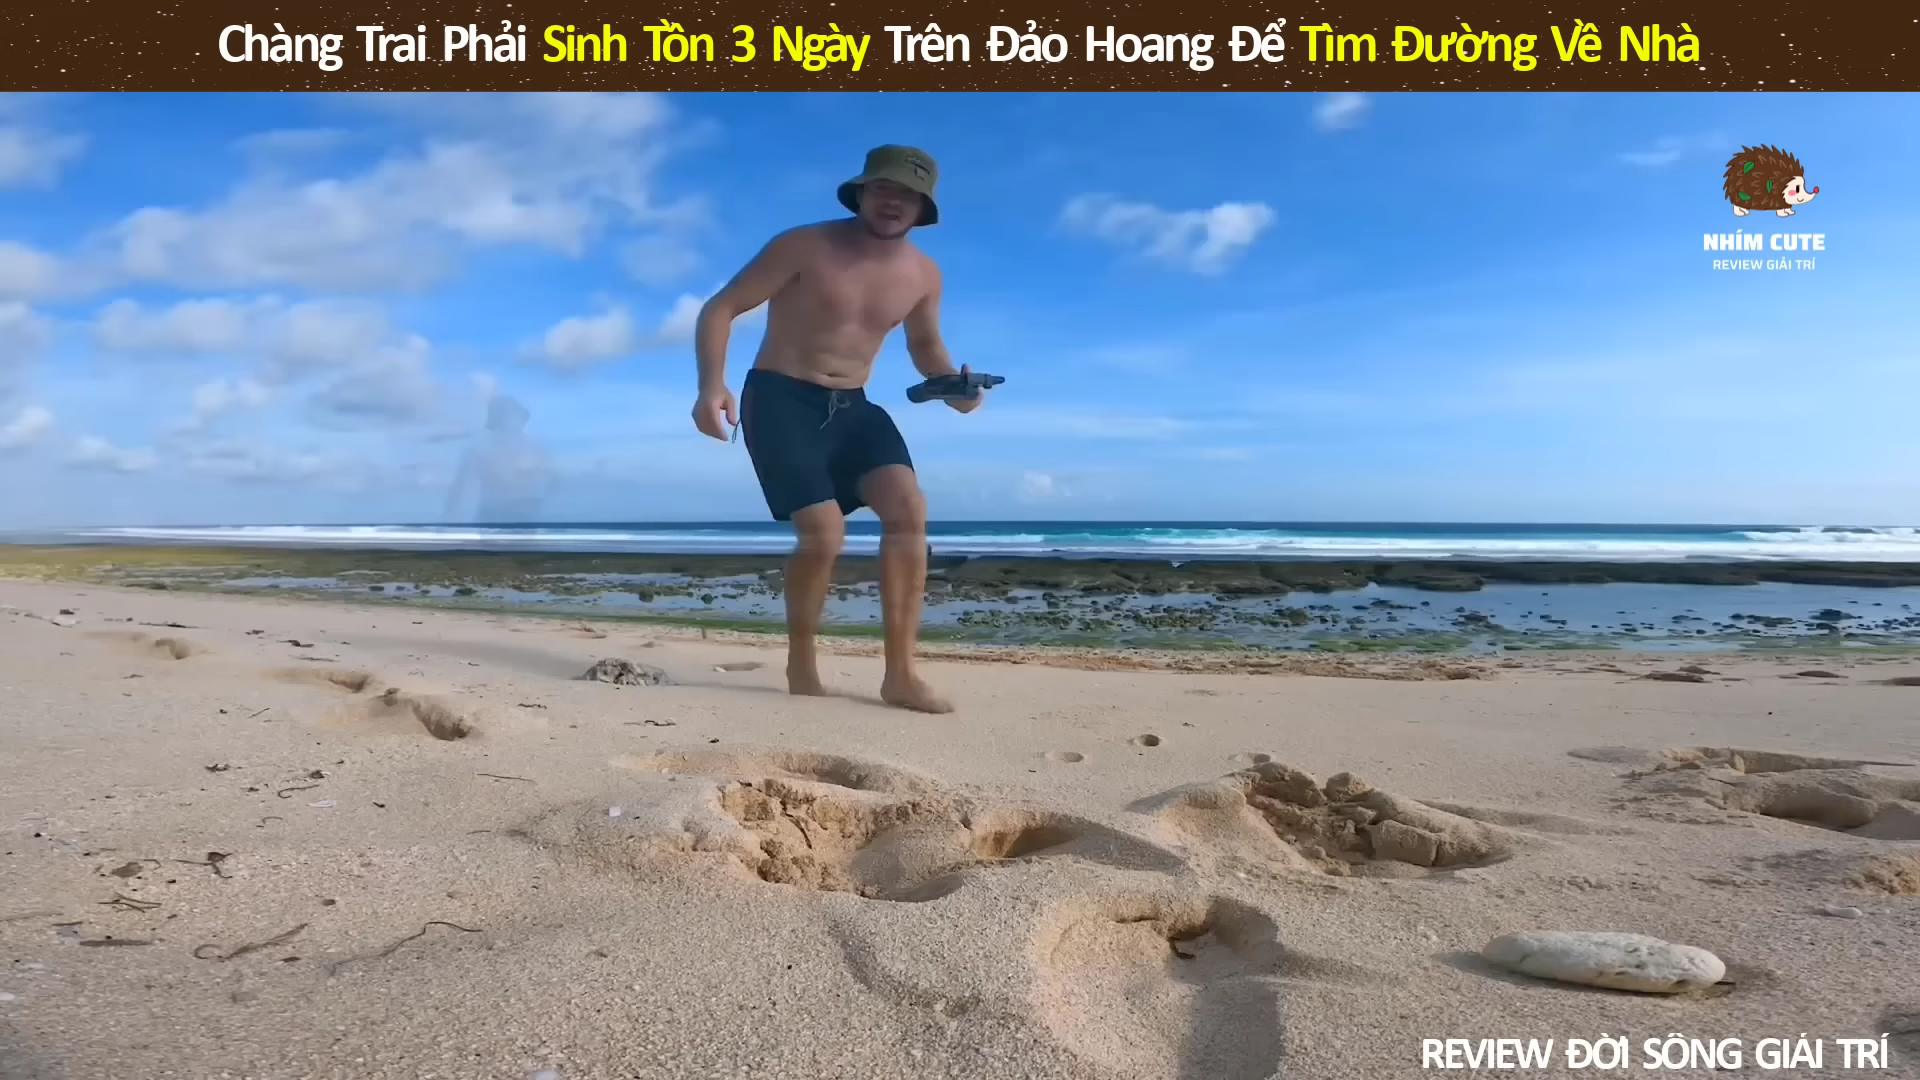 Chàng Trai Phải Sinh Tồn 3 Ngày Trên Đảo Hoang Để Tìm Đường Về Nhà
NHÍM CUTE
REVIEW GIẢI TRÍ
REVIEW ĐỜI SỐNG GIẢI TRÍ